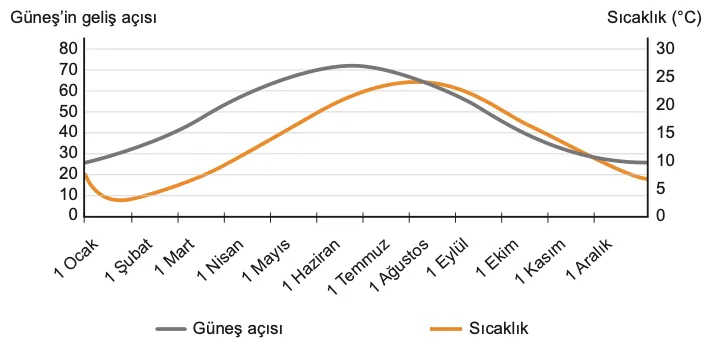 Güneş’in geliş açısı
Sıcaklık (°C)
80
70
60
50
40
30
20
10
0
30
25
20
15
10
5
0
1 Ocak
1 Şubat
1 Mart
1 Nisan
1 Mayıs
1 Haziran
1 Temmuz
1 Ağustos
1 Eylül
1 Ekim
1 Kasım
1 Aralık
Güneş açısı
Sıcaklık